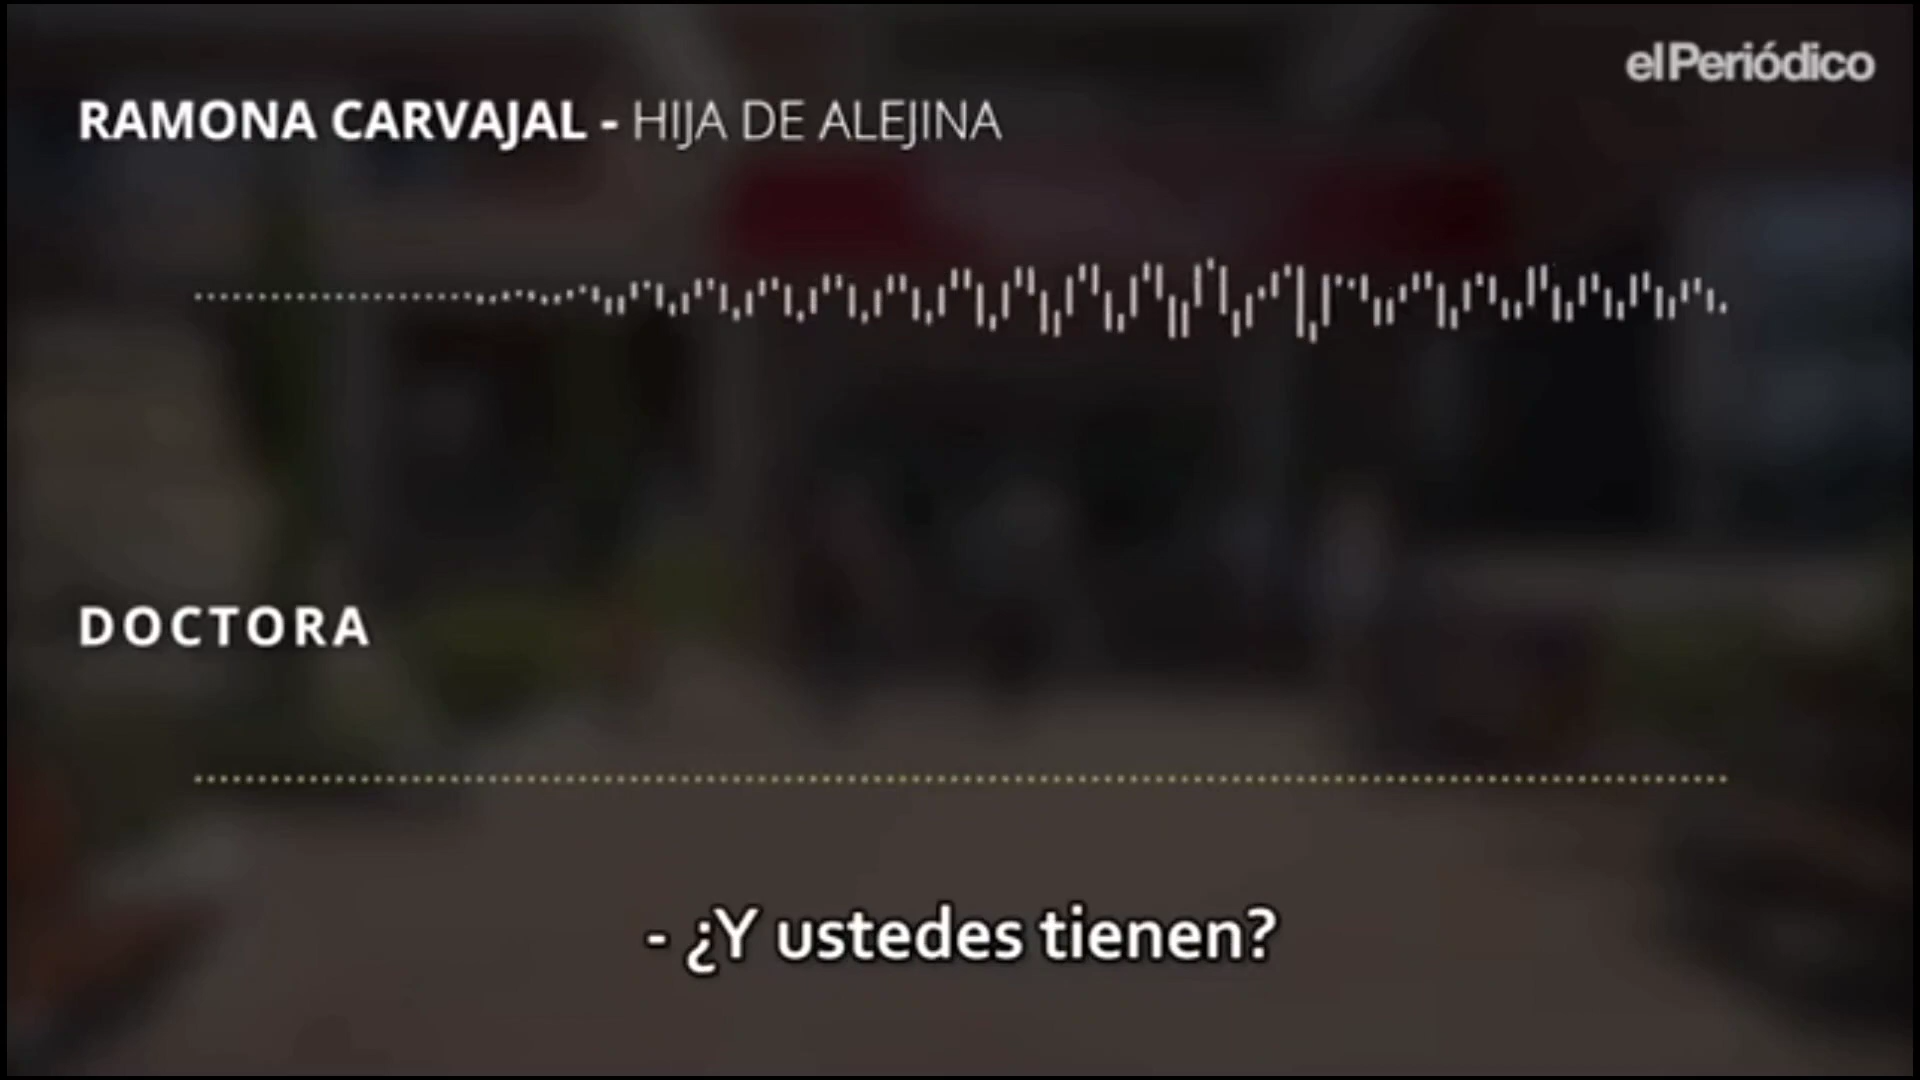 elPeriódico
RAMONA CARVAJAL - HIJA DE ALEJINA
DOCTORA
- ¿Y ustedes tienen?